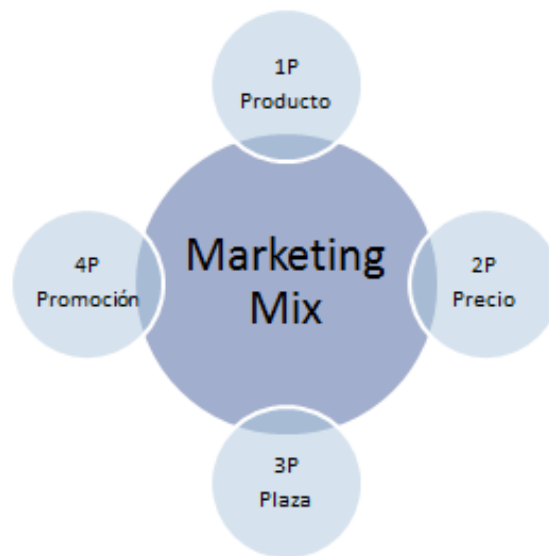 1P
Producto
Marketing
Mix
2P
Precio
3P
Plaza
4P
Promoción